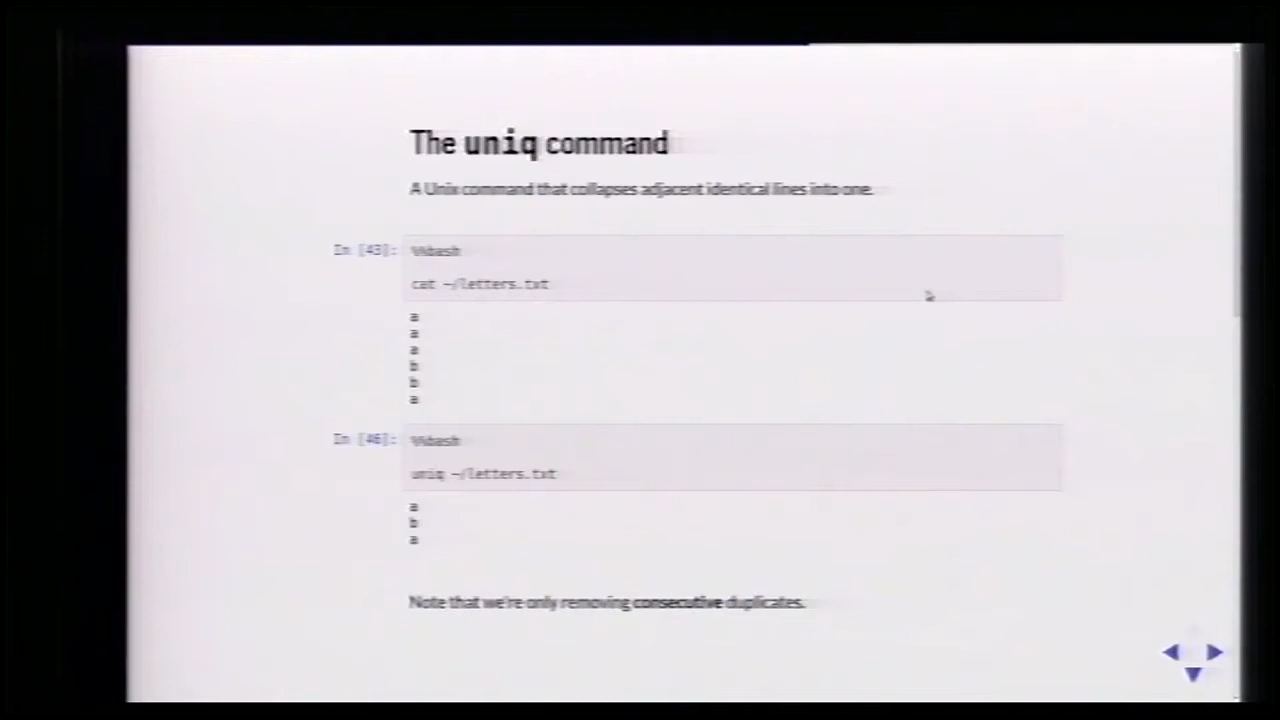 The uniq command
A Unix command that collapses adjacent identical lines into one.
In [43]:
%%bash
cat ~/letters.txt
a
a
a
b
b
a
In [46]:
%%bash
uniq ~/letters.txt
a
b
a
Note that we're only removing consecutive duplicates.